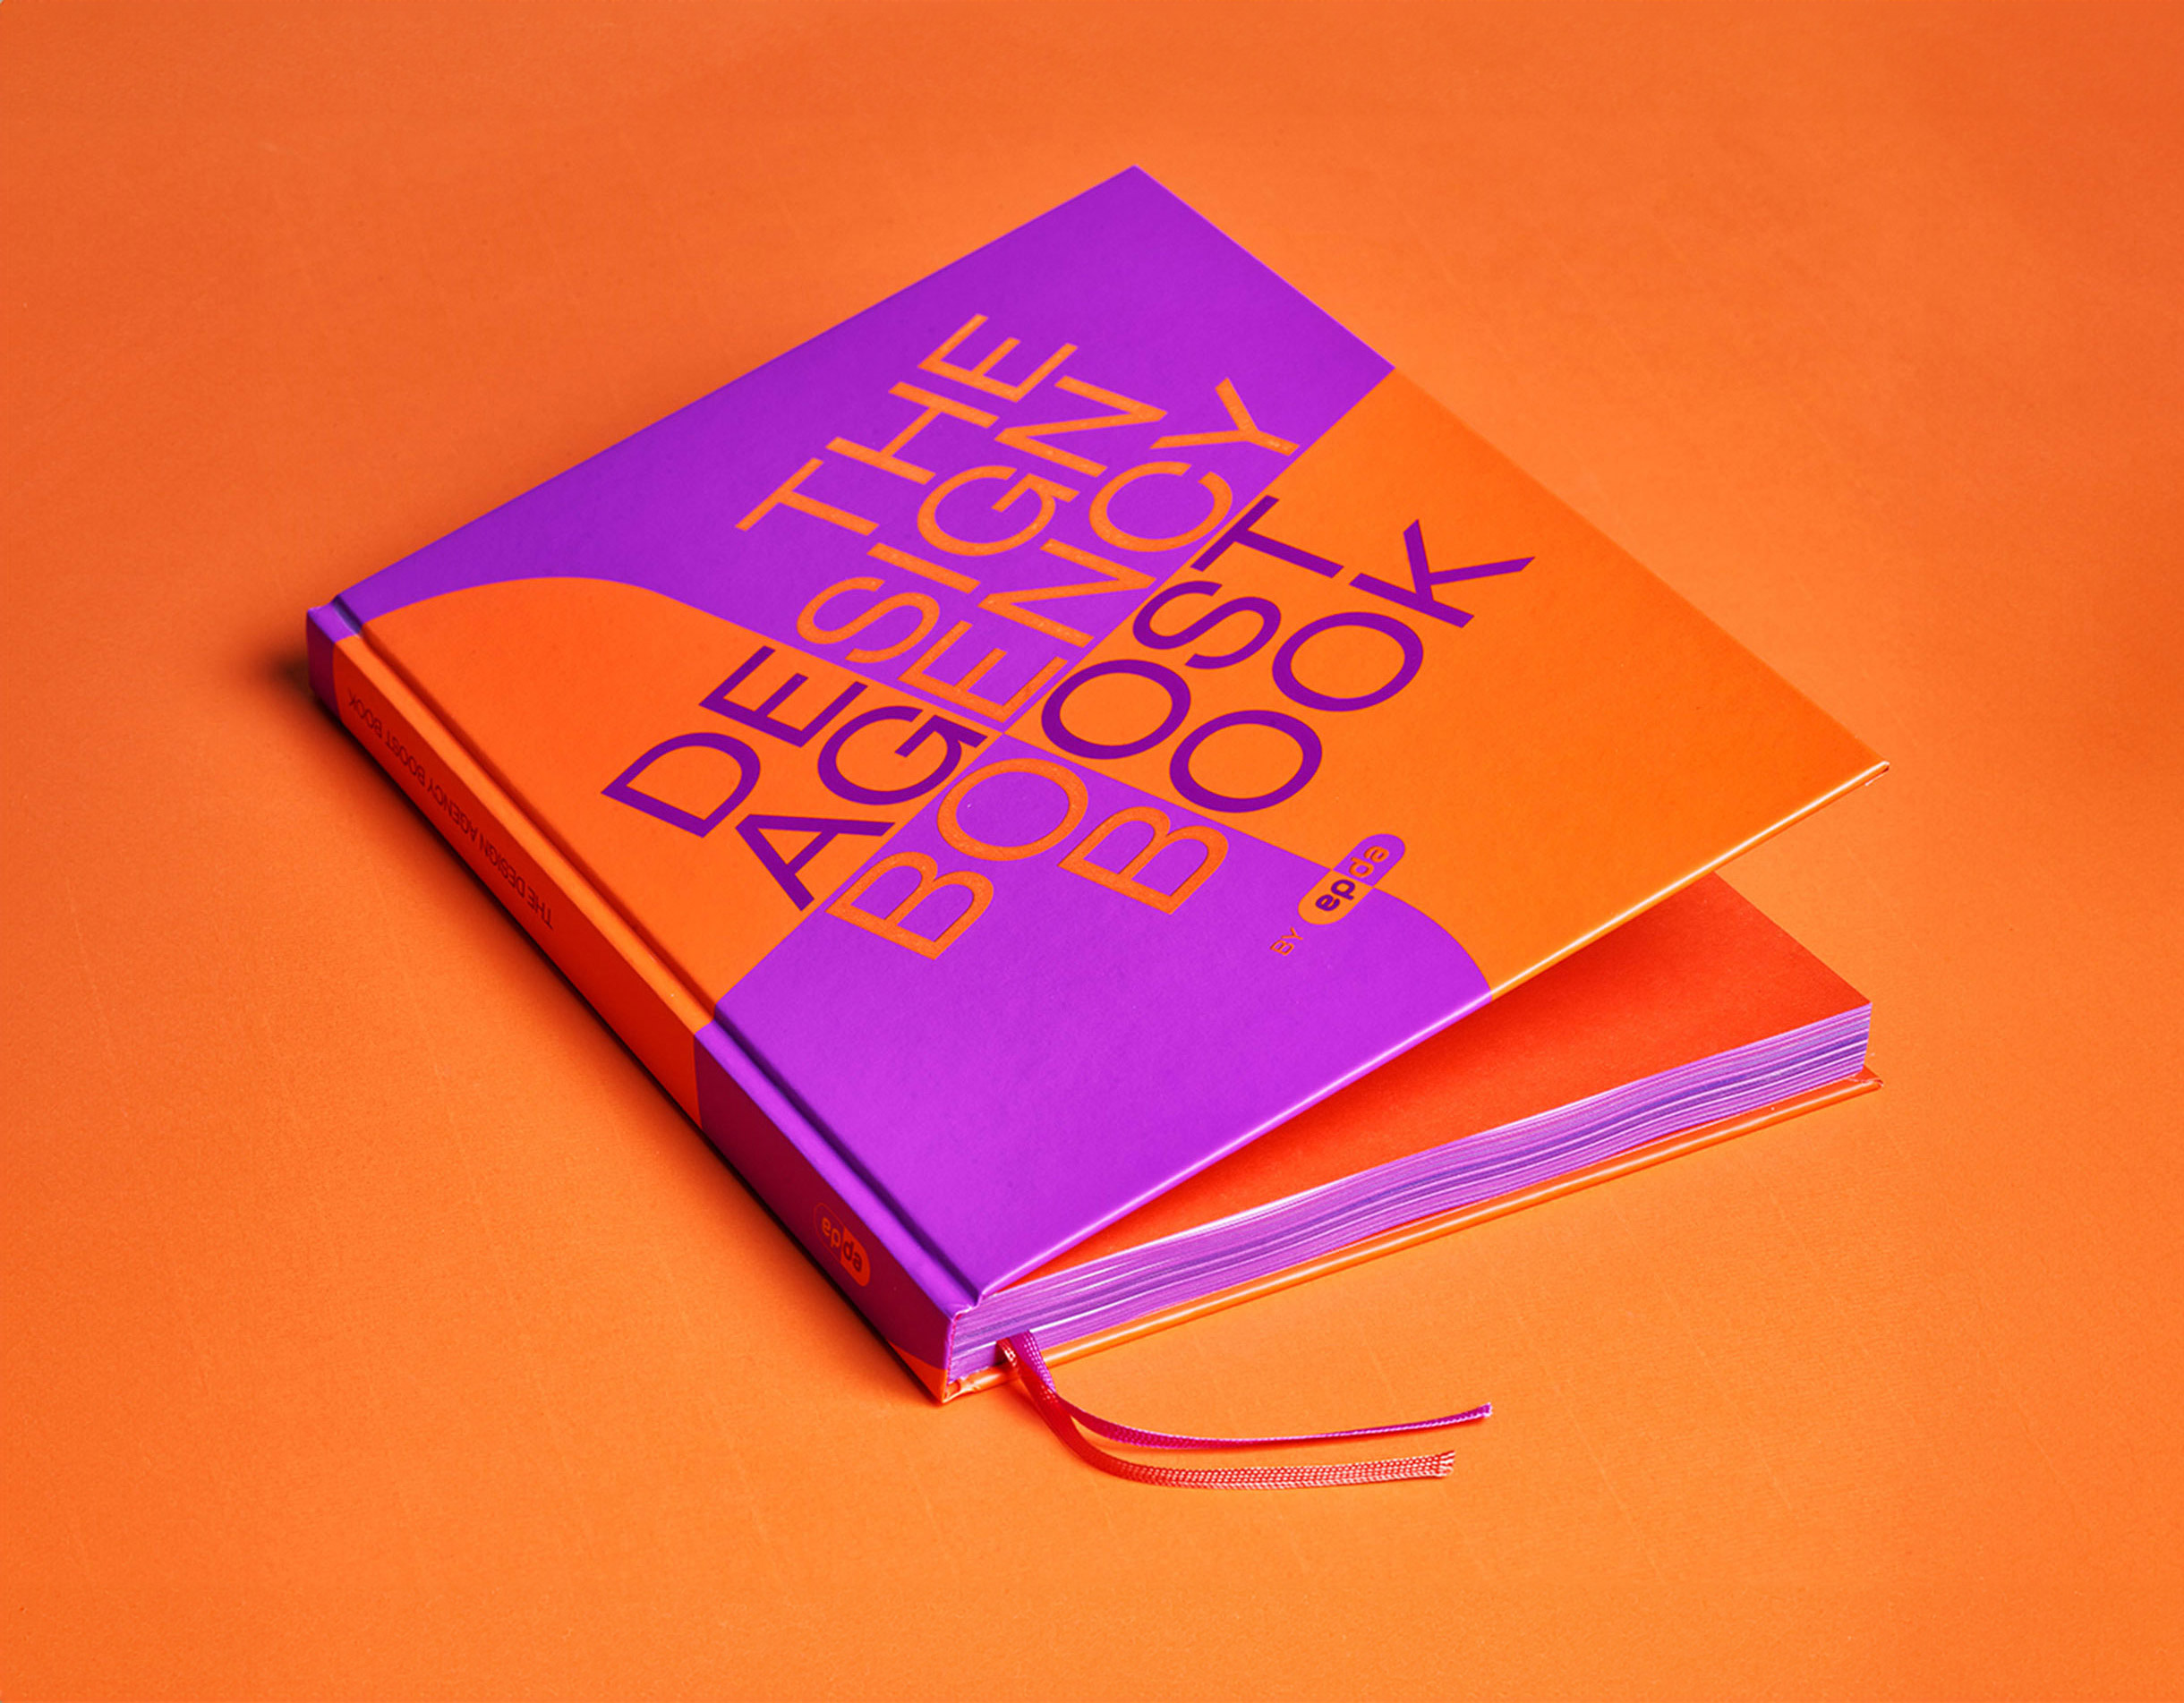 THE
DESIGN
AGENCY
BOOST
BOOK
BY epda
THE DESIGN AGENCY BOOST BOOK
epda